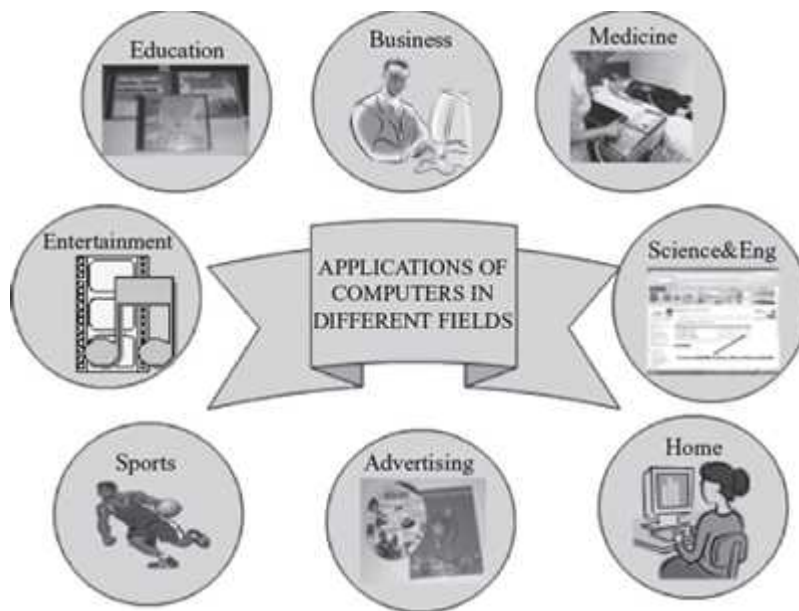 Education
Business
Medicine
Entertainment
APPLICATIONS OF
COMPUTERS IN
DIFFERENT FIELDS
Science&Eng
Sports
Advertising
Home